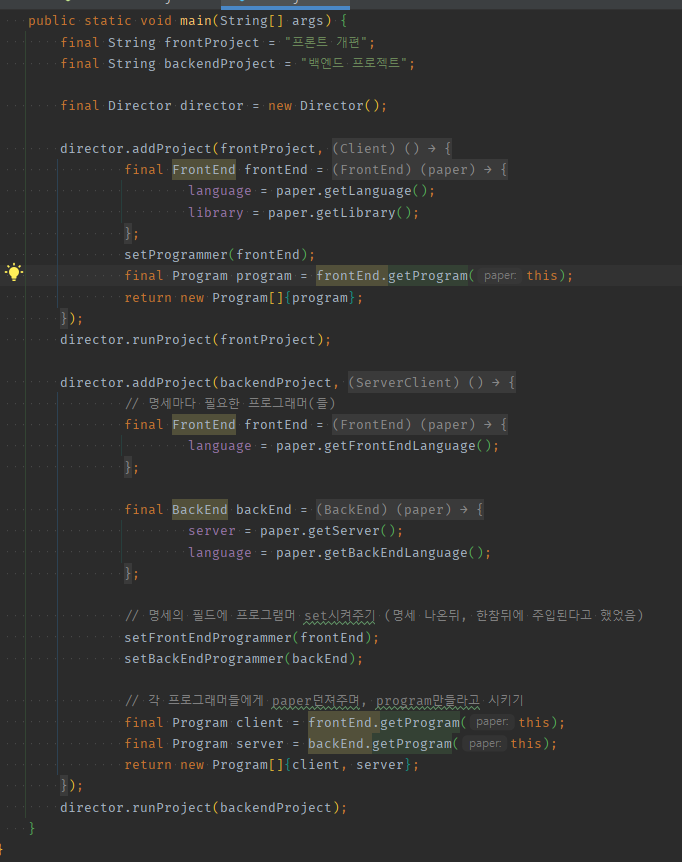 public static void main(String[] args) {
final String frontProject = "프론트 개편";
final String backendProject = "백엔드 프로젝트";
final Director director = new Director();
director.addProject(frontProject, (Client) () → {
final FrontEnd frontEnd = (FrontEnd) (paper) → {
language = paper.getLanguage();
library = paper.getLibrary();
};
setProgrammer(frontEnd);
final Program program = frontEnd.getProgram( paper: this);
return new Program[]{program};
});
director.runProject(frontProject);
director.addProject(backendProject, (ServerClient) () → {
// 명세마다 필요한 프로그래머(들)
final FrontEnd frontEnd = (FrontEnd) (paper) → {
language = paper.getFrontEndLanguage();
};
final BackEnd backEnd = (BackEnd) (paper) → {
server = paper.getServer();
language = paper.getBackEndLanguage();
};
// 명세의 필드에 프로그램머 set시켜주기 (명세 나온뒤, 한참뒤에 주입된다고 했었음)
setFrontEndProgrammer(frontEnd);
setBackEndProgrammer(backEnd);
// 각 프로그래머들에게 paper던져주며, program만들라고 시키기
final Program client = frontEnd.getProgram( paper: this);
final Program server = backEnd.getProgram( paper: this);
return new Program[]{client, server};
});
director.runProject(backendProject);
}
}